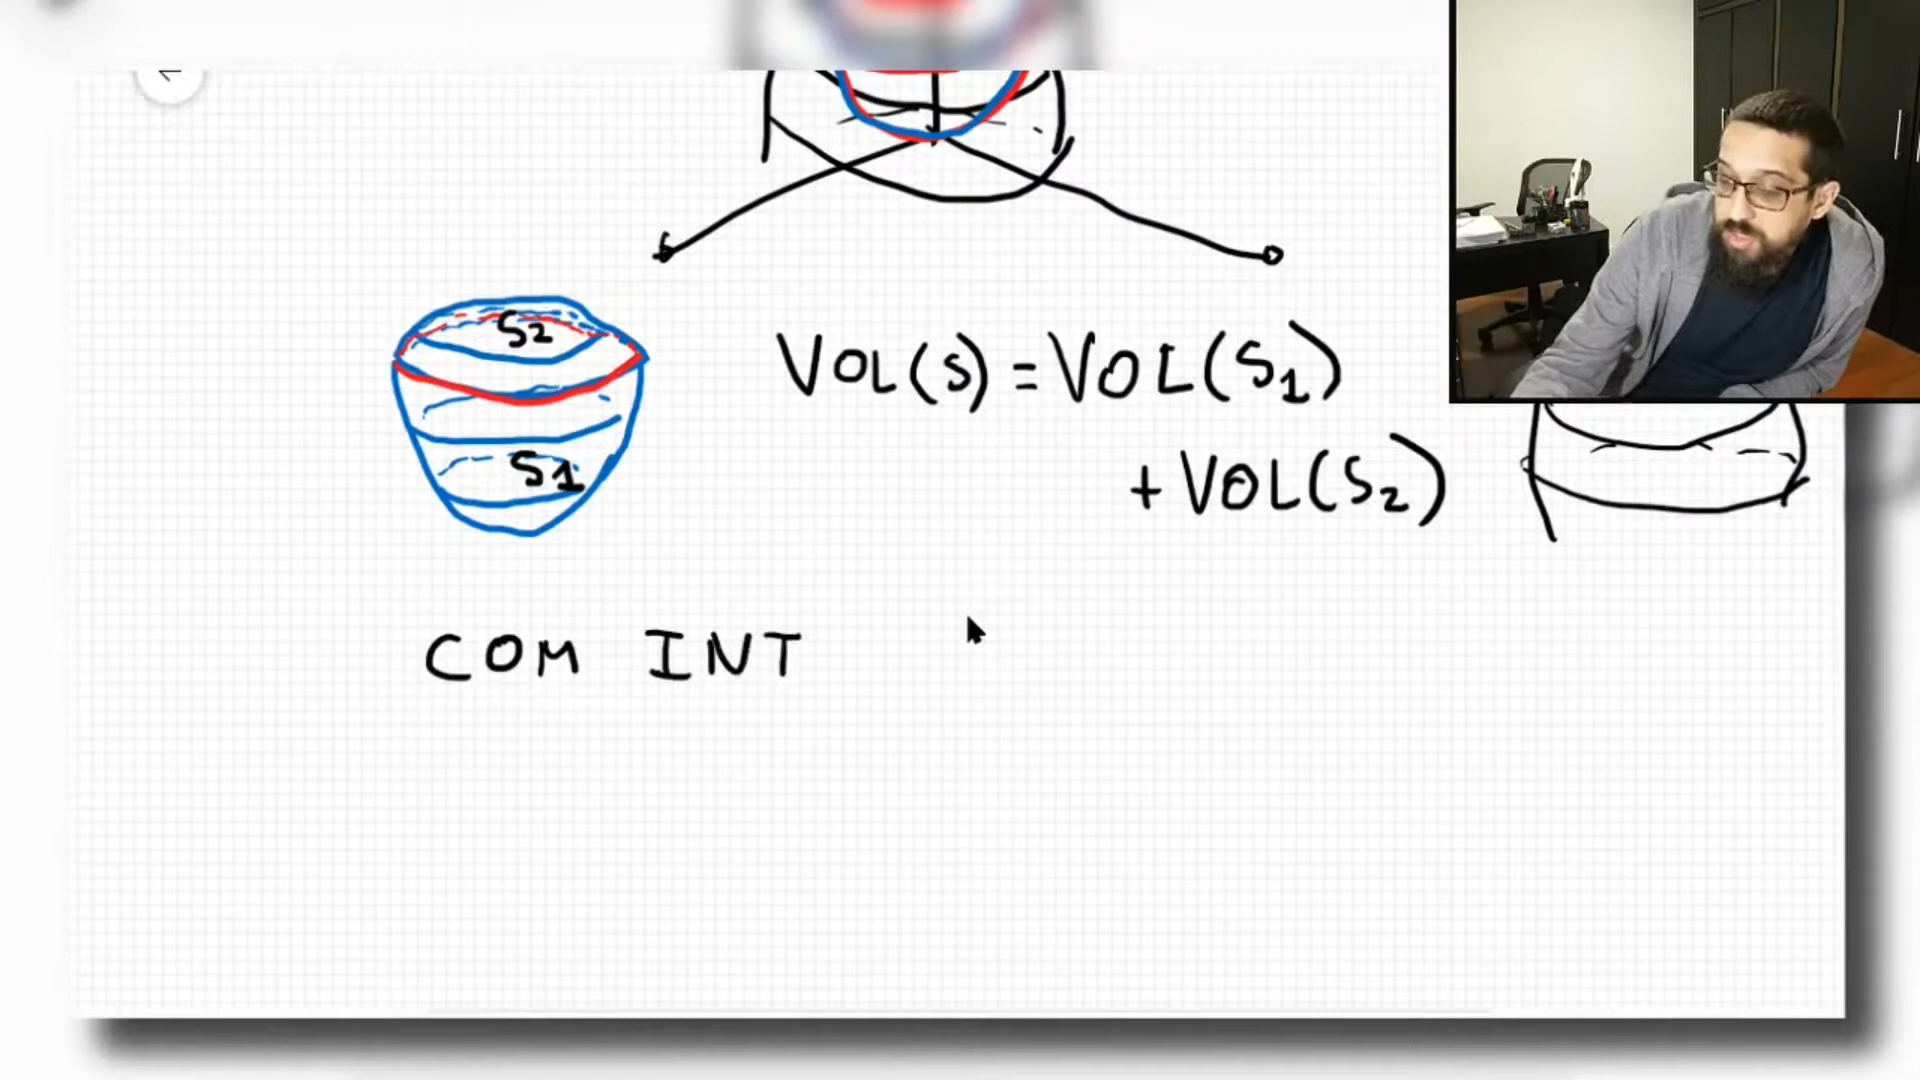 S2
VOL(S) = VOL(S1)
+ VOL(S2)
S1
COM INT